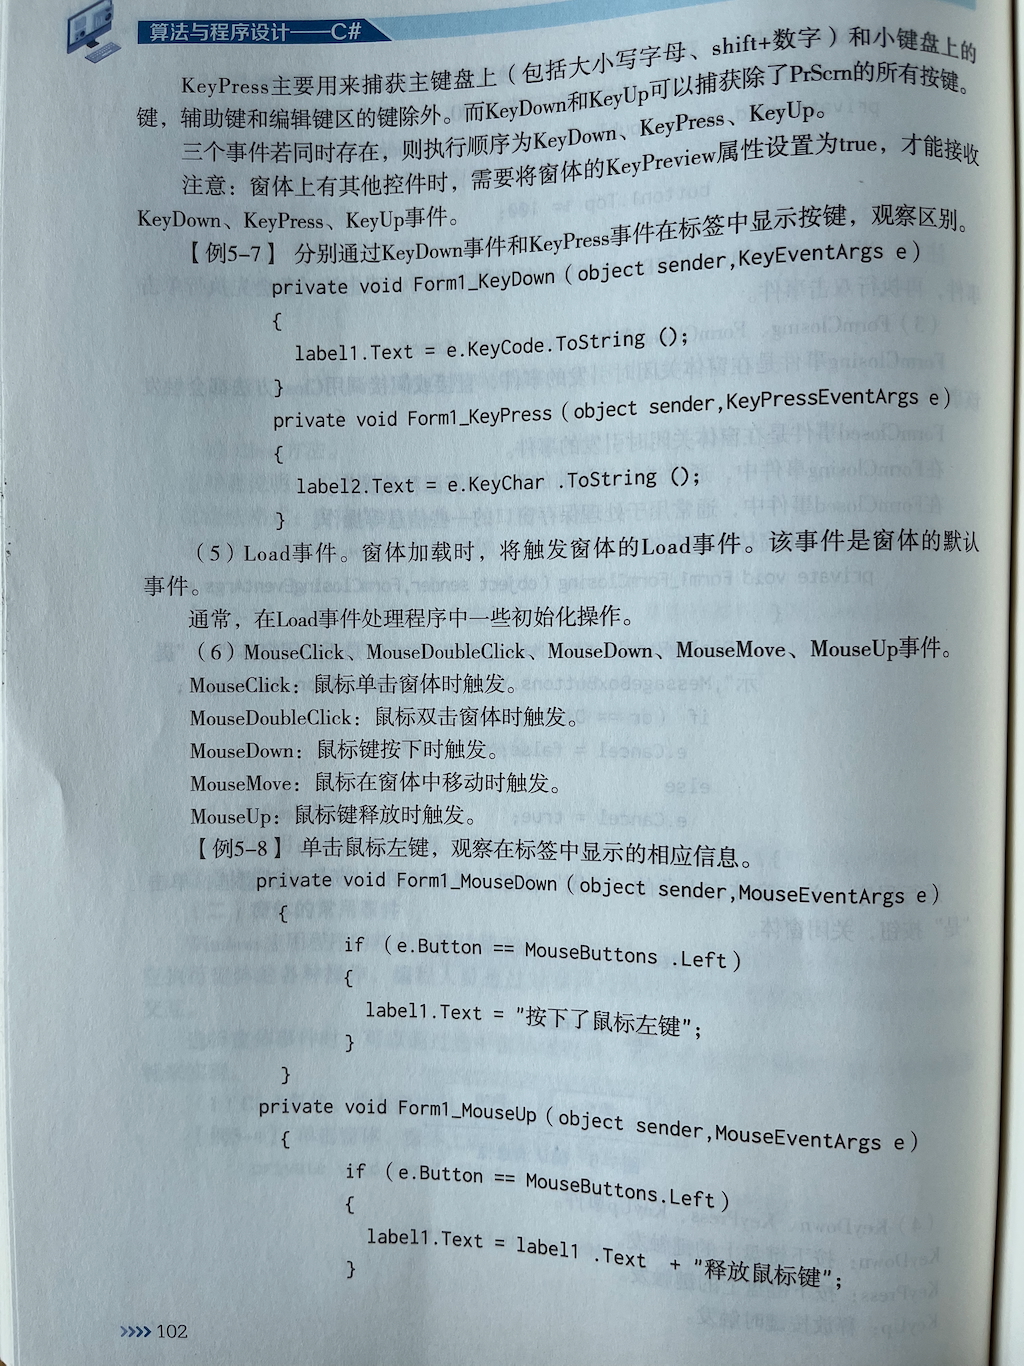 算法与程序设计——C#
KeyPress主要用来捕获主键盘上（包括大小写字母、shift+数字）和小键盘上的
键，辅助键和编辑键区的键除外。而KeyDown和KeyUp可以捕获除了PrScrn的所有按键。
三个事件若同时存在，则执行顺序为KeyDown、KeyPress、KeyUp。
注意：窗体上有其他控件时，需要将窗体的KeyPreview属性设置为true，才能接收
KeyDown、KeyPress、KeyUp事件。
【例5-7】 分别通过KeyDown事件和KeyPress事件在标签中显示按键，观察区别。
private void Form1_KeyDown（object sender,KeyEventArgs e）
{
label1.Text = e.KeyCode.ToString ();
}
private void Form1_KeyPress（object sender,KeyPressEventArgs e）
{
label2.Text = e.KeyChar .ToString ();
}
（5）Load事件。窗体加载时，将触发窗体的Load事件。该事件是窗体的默认
事件。
通常，在Load事件处理程序中一些初始化操作。
（6）MouseClick、MouseDoubleClick、MouseDown、MouseMove、MouseUp事件。
MouseClick：鼠标单击窗体时触发。
MouseDoubleClick：鼠标双击窗体时触发。
MouseDown：鼠标键按下时触发。
MouseMove：鼠标在窗体中移动时触发。
MouseUp：鼠标键释放时触发。
【例5-8】 单击鼠标左键，观察在标签中显示的相应信息。
private void Form1_MouseDown（object sender,MouseEventArgs e）
{
if （e.Button == MouseButtons .Left）
{
label1.Text = "按下了鼠标左键";
}
}
private void Form1_MouseUp（object sender,MouseEventArgs e）
{
if （e.Button == MouseButtons.Left）
{
label1.Text = label1 .Text + "释放鼠标键";
}
>>>> 102